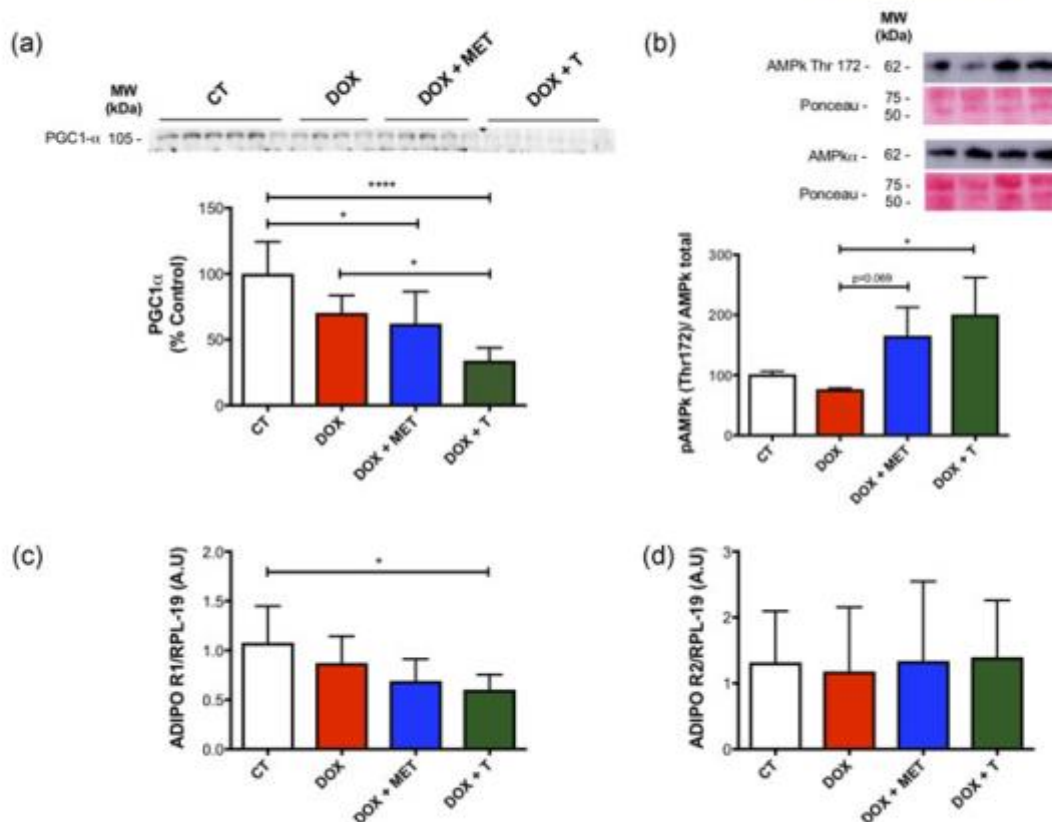 (a)
MW
(kDa)
CT
DOX
DOX + MET
DOX + T
PGC1-α 105 -
****
*
*
PGC1α
(% Control)
150
100
50
0
CT
DOX
DOX + MET
DOX + T
(b)
MW
(kDa)
AMPk Thr 172 - 62 -
Ponceau - 75 -
50 -
AMPkα - 62 -
Ponceau - 75 -
50 -
*
p=0.069
pAMPk (Thr172)/ AMPk total
300
200
100
0
CT
DOX
DOX + MET
DOX + T
(c)
*
ADIPO R1/RPL-19 (A.U)
2.0
1.5
1.0
0.5
0.0
CT
DOX
DOX + MET
DOX + T
(d)
ADIPO R2/RPL-19 (A.U)
3
2
1
0
CT
DOX
DOX + MET
DOX + T